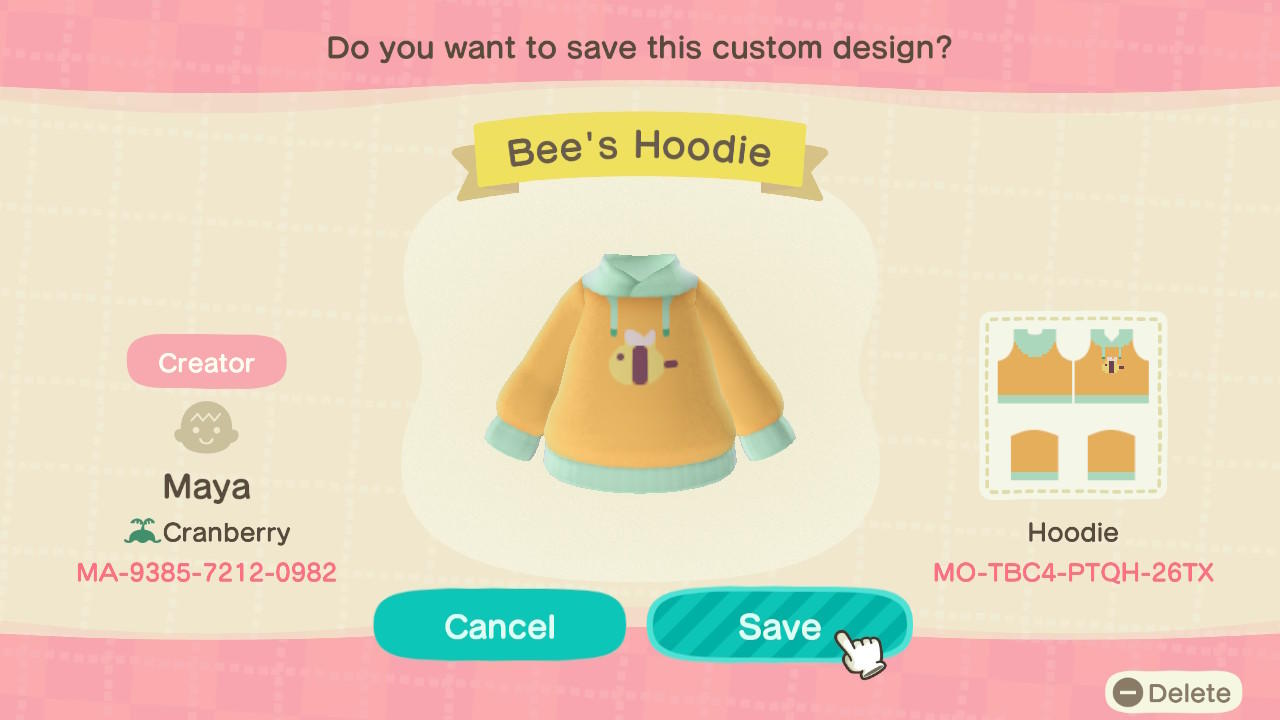 Do you want to save this custom design?
Bee's Hoodie
Creator
Maya
Cranberry
MA-9385-7212-0982
Hoodie
MO-TBC4-PTQH-26TX
Cancel
Save
Delete